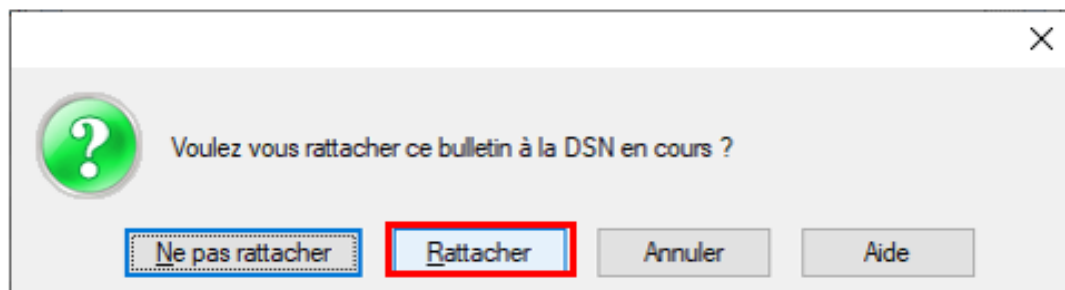 Voulez vous rattacher ce bulletin à la DSN en cours ?
Ne pas rattacher Rattacher Annuler Aide